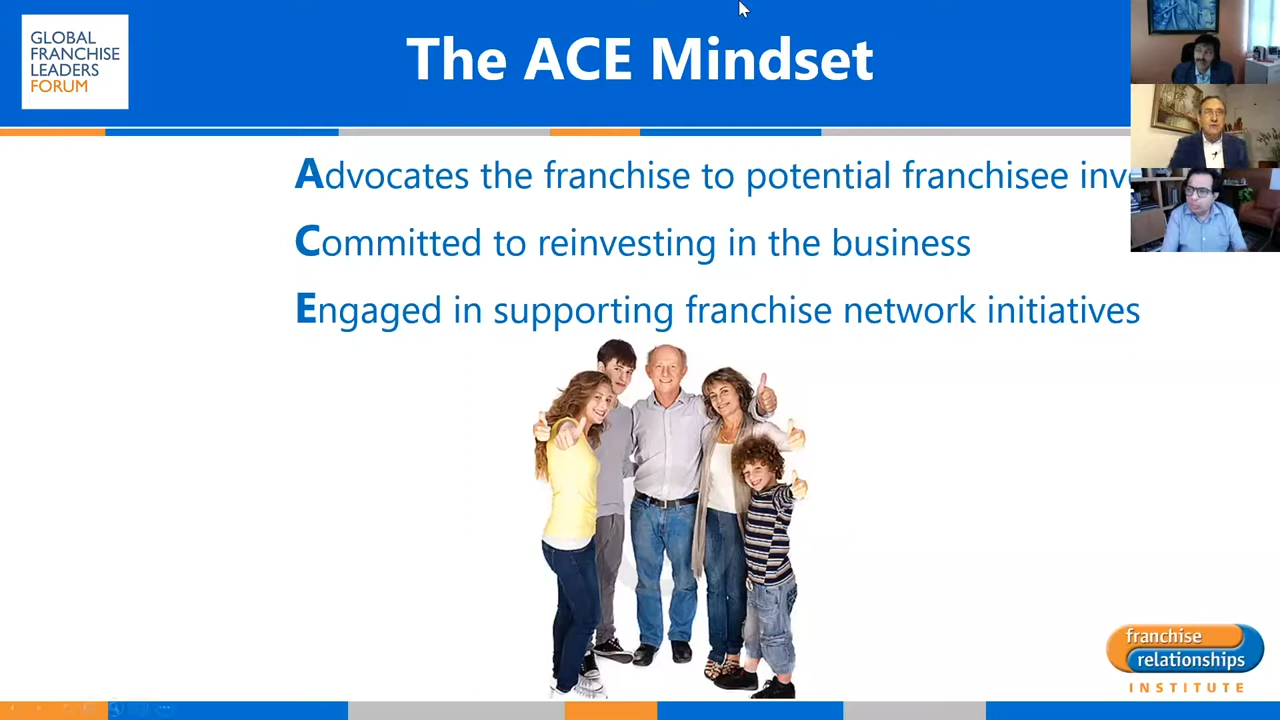 GLOBAL
FRANCHISE
LEADERS
FORUM
The ACE Mindset
Advocates the franchise to potential franchisee
Committed to reinvesting in the business
Engaged in supporting franchise network initiatives
franchise
relationships
INSTITUTE